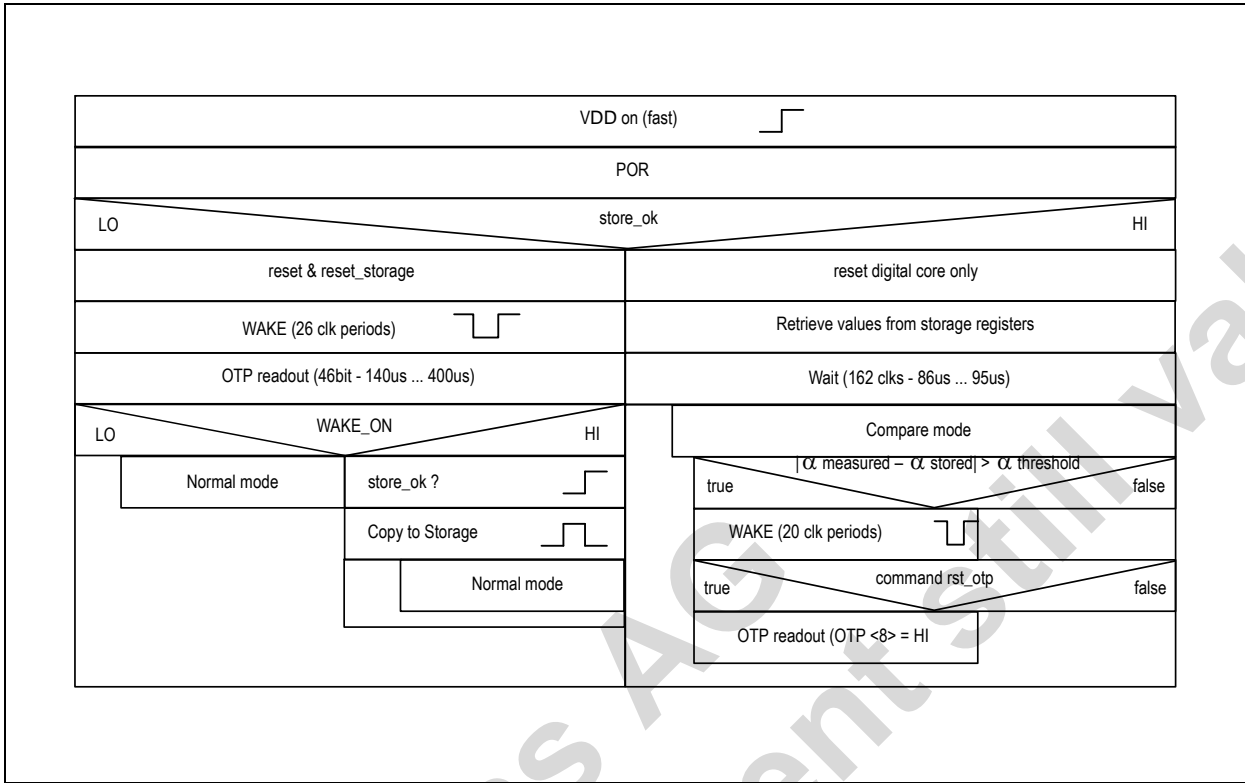 VDD on (fast)
POR
LO store_ok HI
reset & reset_storage
reset digital core only
WAKE (26 clk periods)
Retrieve values from storage registers
OTP readout (46bit - 140us ... 400us)
Wait (162 clks - 86us ... 95us)
LO WAKE_ON HI
Compare mode
Normal mode
store_ok ?
|α measured – α stored| > α threshold
true false
Copy to Storage
WAKE (20 clk periods)
Normal mode
true command rst_otp false
OTP readout (OTP <8> = HI
AG
still